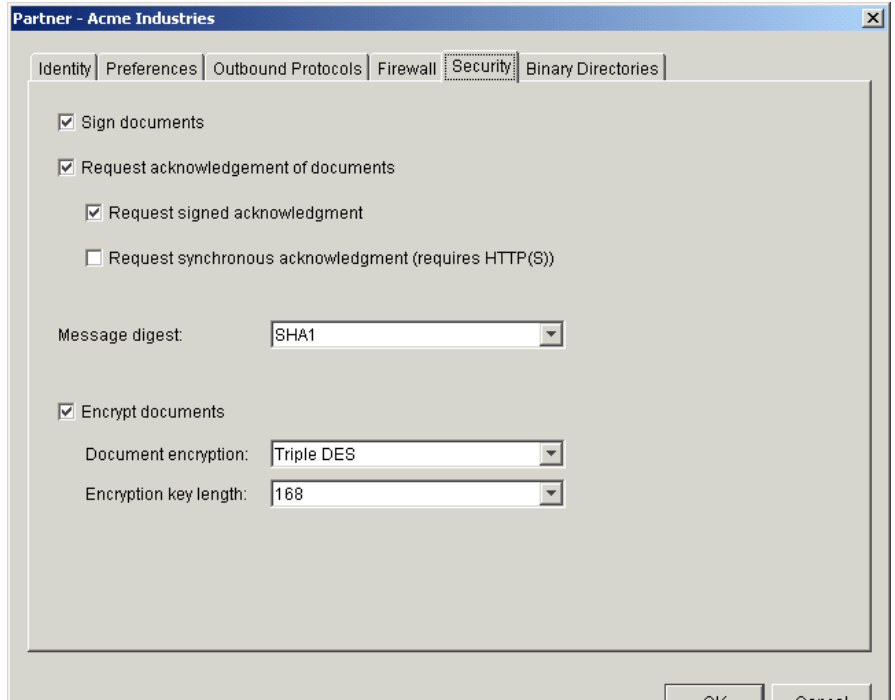 Partner - Acme Industries
Identity Preferences Outbound Protocols Firewall Security Binary Directories
Sign documents
Request acknowledgement of documents
Request signed acknowledgment
Request synchronous acknowledgment (requires HTTP(S))
Message digest: SHA1
Encrypt documents
Document encryption: Triple DES
Encryption key length: 168
OK Cancel